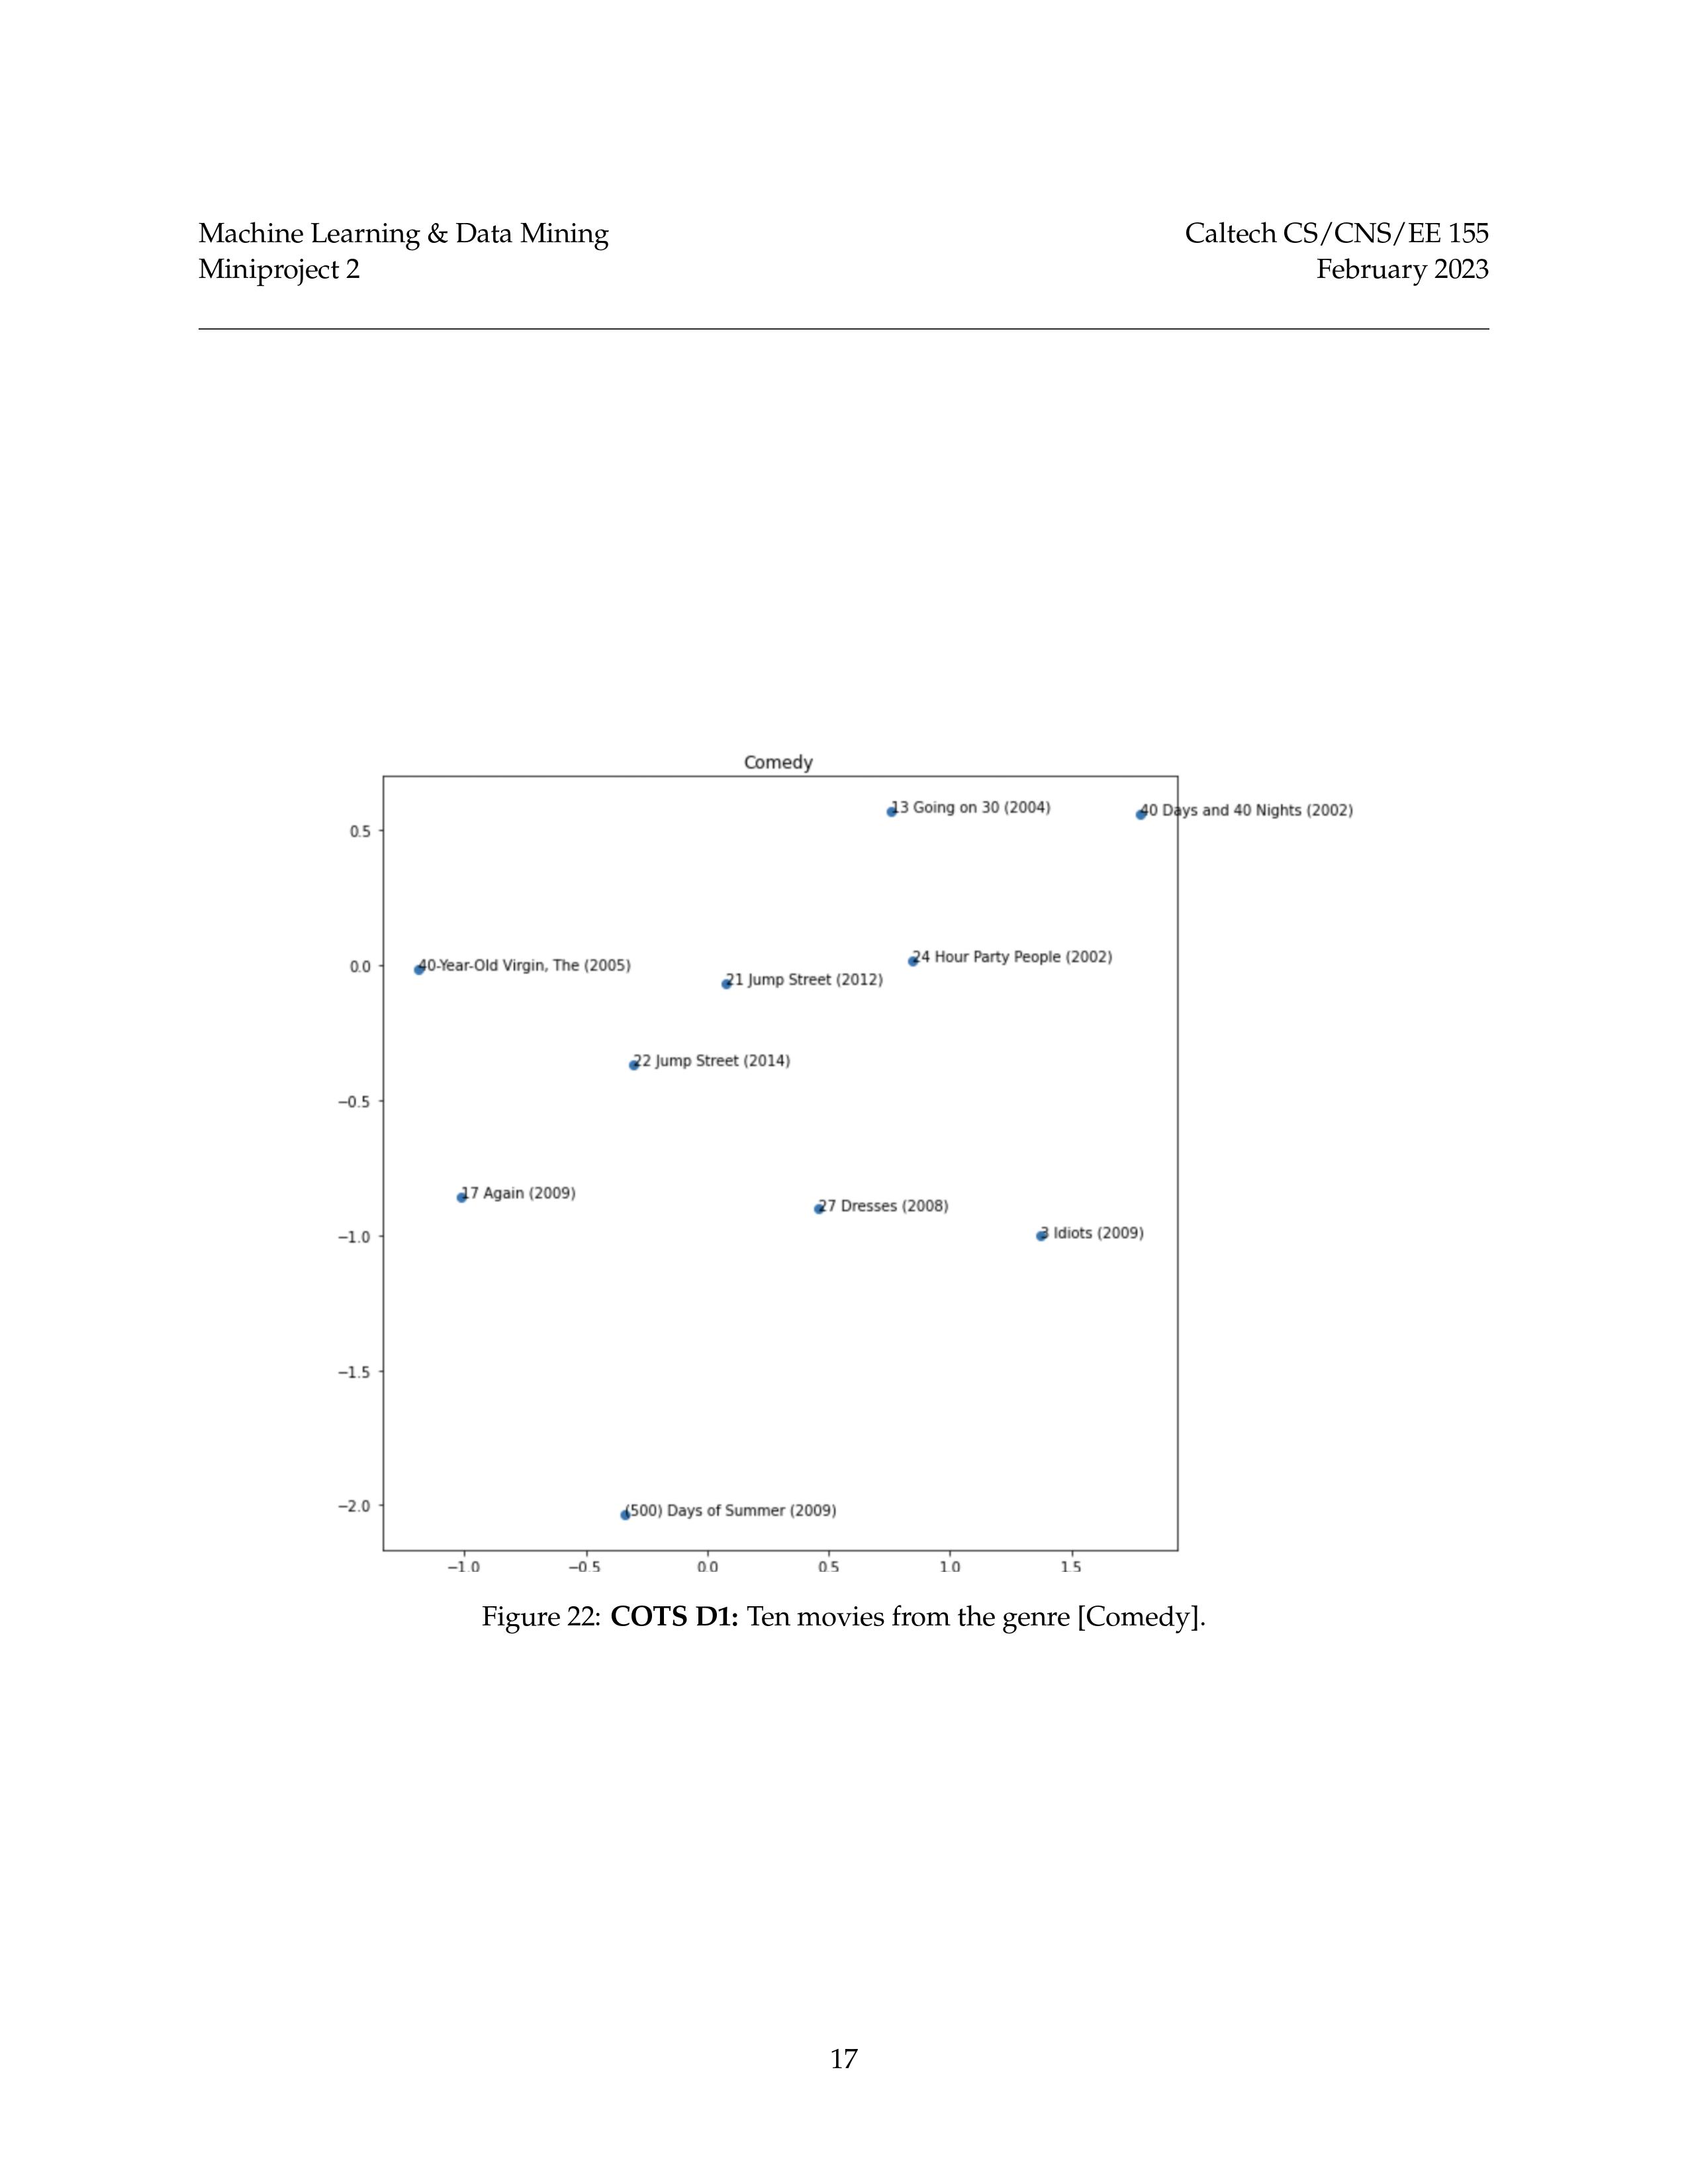 Machine Learning & Data Mining
Miniproject 2
Caltech CS/CNS/EE 155
February 2023
Comedy
13 Going on 30 (2004)
40 Days and 40 Nights (2002)
0.5
24 Hour Party People (2002)
0.0
40-Year-Old Virgin, The (2005)
21 Jump Street (2012)
22 Jump Street (2014)
−0.5
17 Again (2009)
27 Dresses (2008)
3 Idiots (2009)
−1.0
−1.5
−2.0
(500) Days of Summer (2009)
−1.0 −0.5 0.0 0.5 1.0 1.5
Figure 22: COTS D1: Ten movies from the genre [Comedy].
17